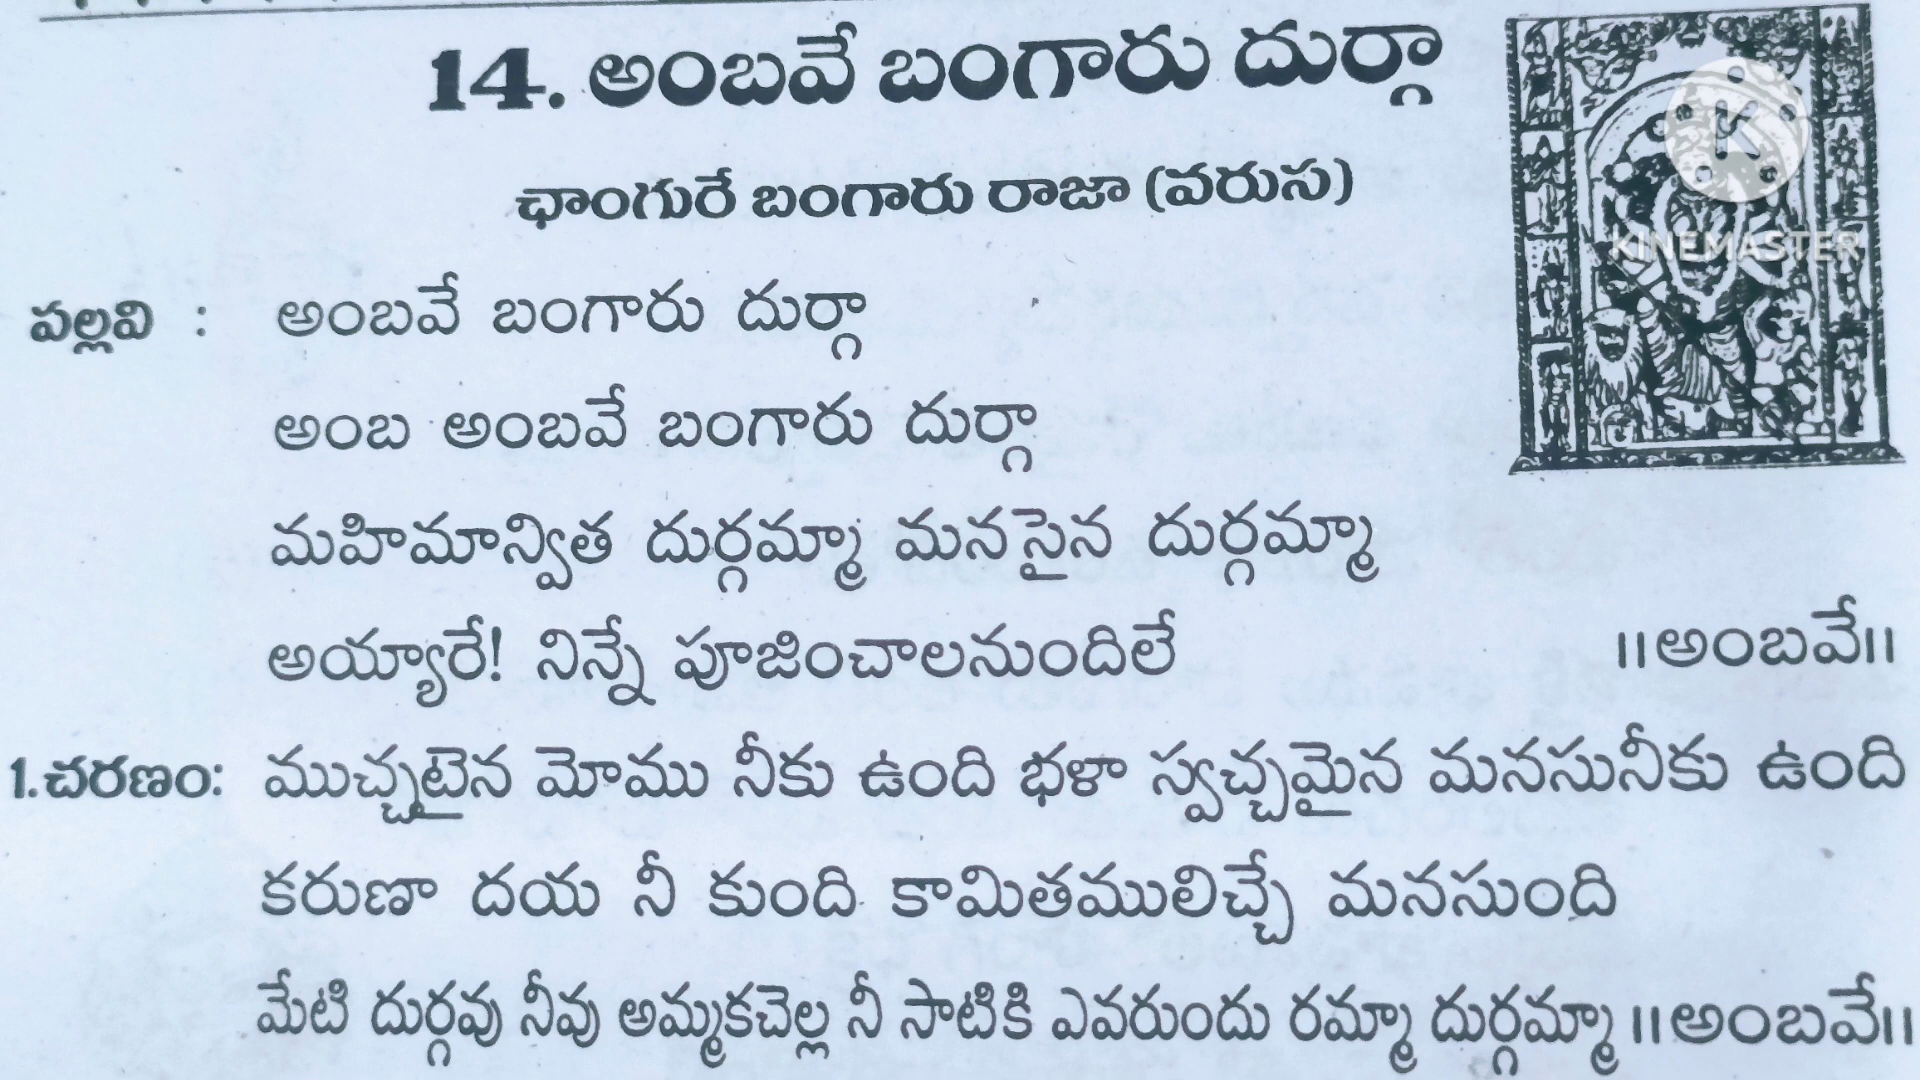 14. అంబవే బంగారు దుర్గా
ఛాంగురే బంగారు రాజా (వరుస)
KINEMASTER
పల్లవి : అంబవే బంగారు దుర్గా
అంబ అంబవే బంగారు దుర్గా
మహిమాన్విత దుర్గమ్మా మనసైన దుర్గమ్మా
అయ్యారే! నిన్నే పూజించాలనుందిలే ||అంబవే||
1.చరణం: ముచ్చటైన మోము నీకు ఉంది భళా స్వచ్చమైన మనసునీకు ఉంది
కరుణా దయ నీ కుంది కామితములిచ్చే మనసుంది
మేటి దుర్గవు నీవు అమ్మకచెల్ల నీ సాటికి ఎవరుందు రమ్మా దుర్గమ్మా ||అంబవే||